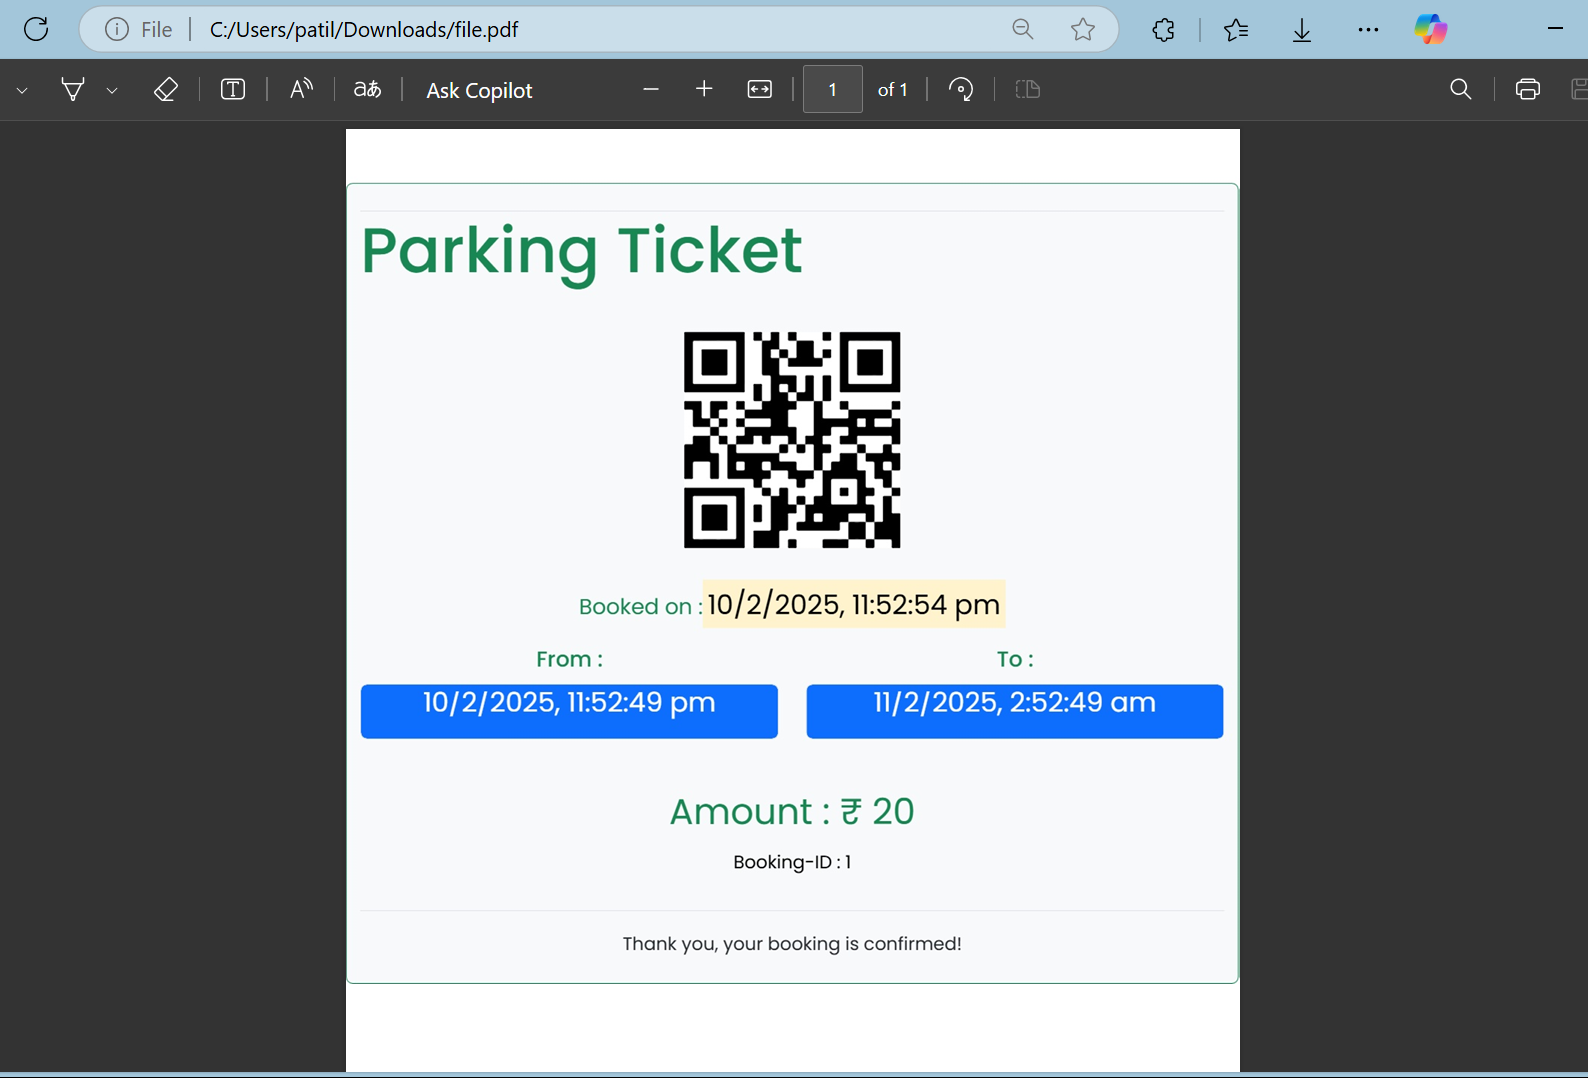 File
C:/Users/patil/Downloads/file.pdf
Ask Copilot
1 of 1
Parking Ticket
Booked on : 10/2/2025, 11:52:54 pm
From : To :
10/2/2025, 11:52:49 pm 11/2/2025, 2:52:49 am
Amount : ₹ 20
Booking-ID : 1
Thank you, your booking is confirmed!